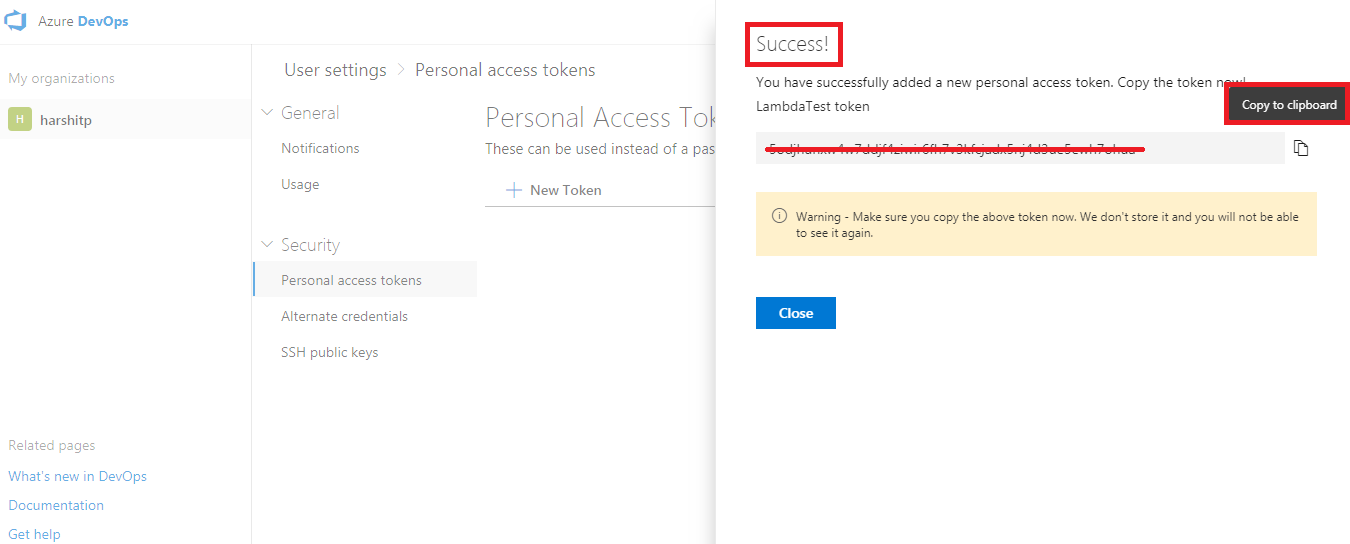 Azure DevOps
My organizations
H
harshitp
Related pages
What's new in DevOps
Documentation
Get help
User settings > Personal access tokens
General
Notifications
Usage
Security
Personal access tokens
Alternate credentials
SSH public keys
Personal Access Tok
These can be used instead of a pas
+ New Token
Success!
You have successfully added a new personal access token. Copy the token now!
LambdaTest token
Copy to clipboard
Warning - Make sure you copy the above token now. We don't store it and you will not be able
to see it again.
Close